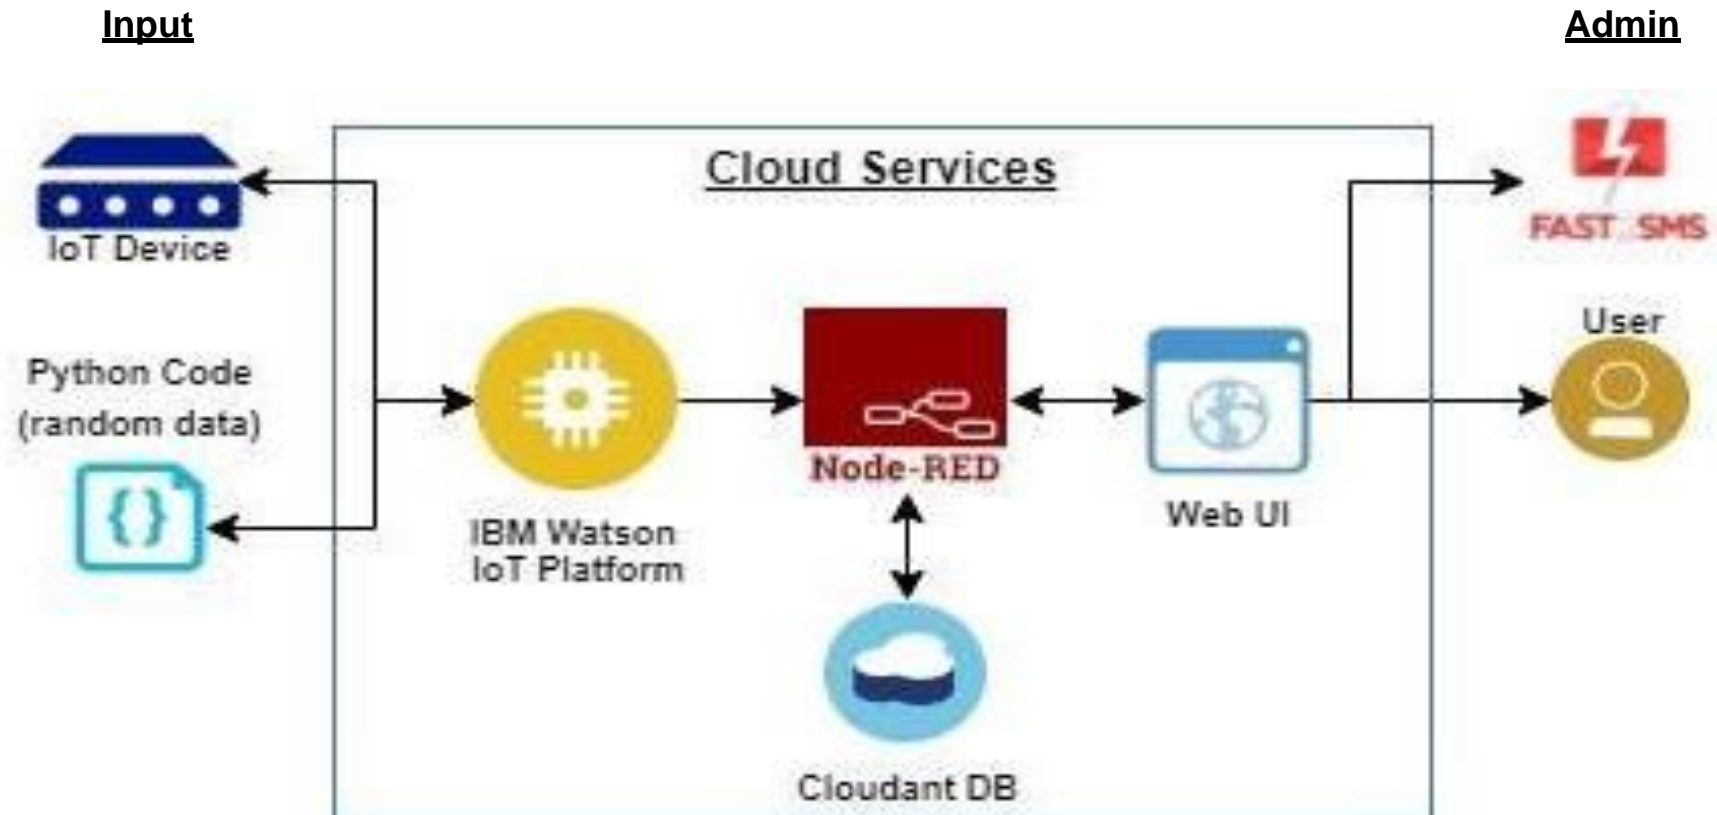 Input
Admin
Cloud Services
IoT Device
FAST SMS
User
Python Code
(random data)
Node-RED
IBM Watson
IoT Platform
Web UI
Cloudant DB